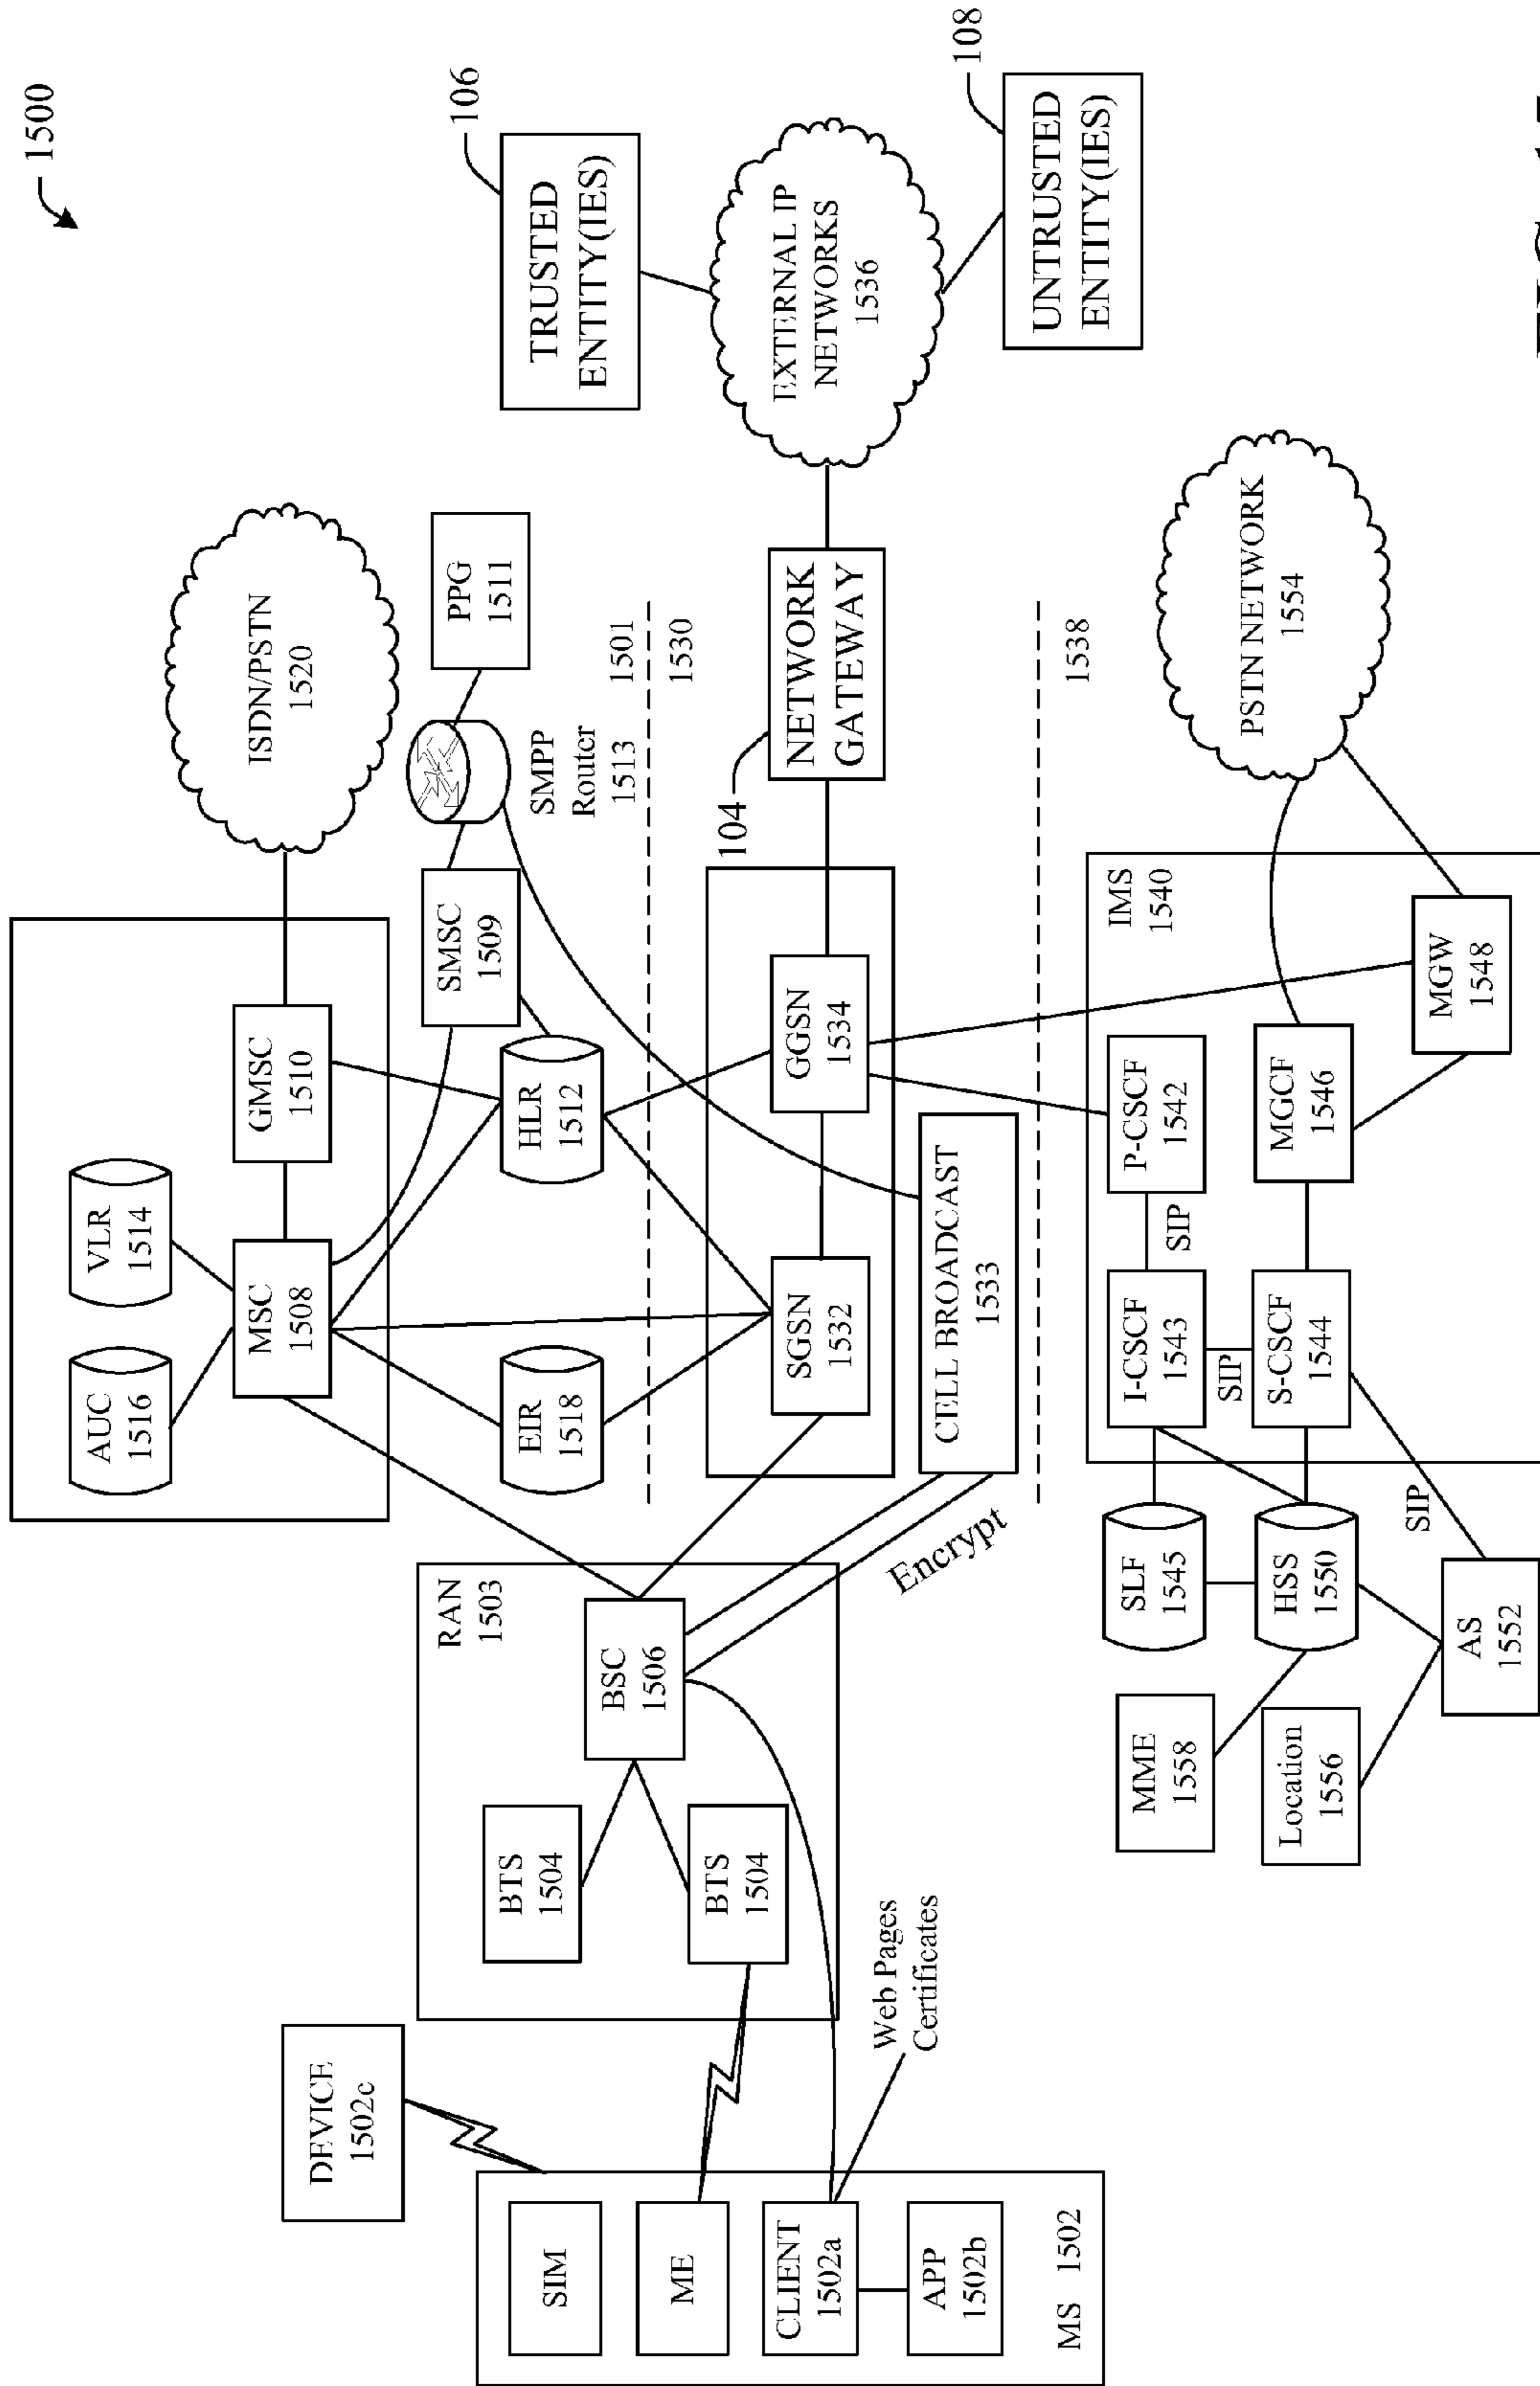 1500
AUC
1516
VLR
1514
MSC
1508
GMSC
1510
ISDN/PSTN
1520
SMSC
1509
PPG
1511
SMPP
Router
1513
EIR
1518
HLR
1512
1501
1530
DEVICE
1502c
RAN
1503
BTS
1504
BTS
1504
BSC
1506
SIM
ME
CLIENT
1502a
APP
1502b
MS 1502
Web Pages
Certificates
Encrypt
SGSN
1532
GGSN
1534
CELL BROADCAST
1533
104
NETWORK
GATEWAY
EXTERNAL IP
NETWORKS
1536
TRUSTED
ENTITY(IES)
106
UNTRUSTED
ENTITY(IES)
108
1538
IMS
1540
P-CSCF
1542
SIP
I-CSCF
1543
SIP
S-CSCF
1544
MGCF
1546
MGW
1548
PSTN NETWORK
1554
SLF
1545
HSS
1550
SIP
AS
1552
MME
1558
Location
1556